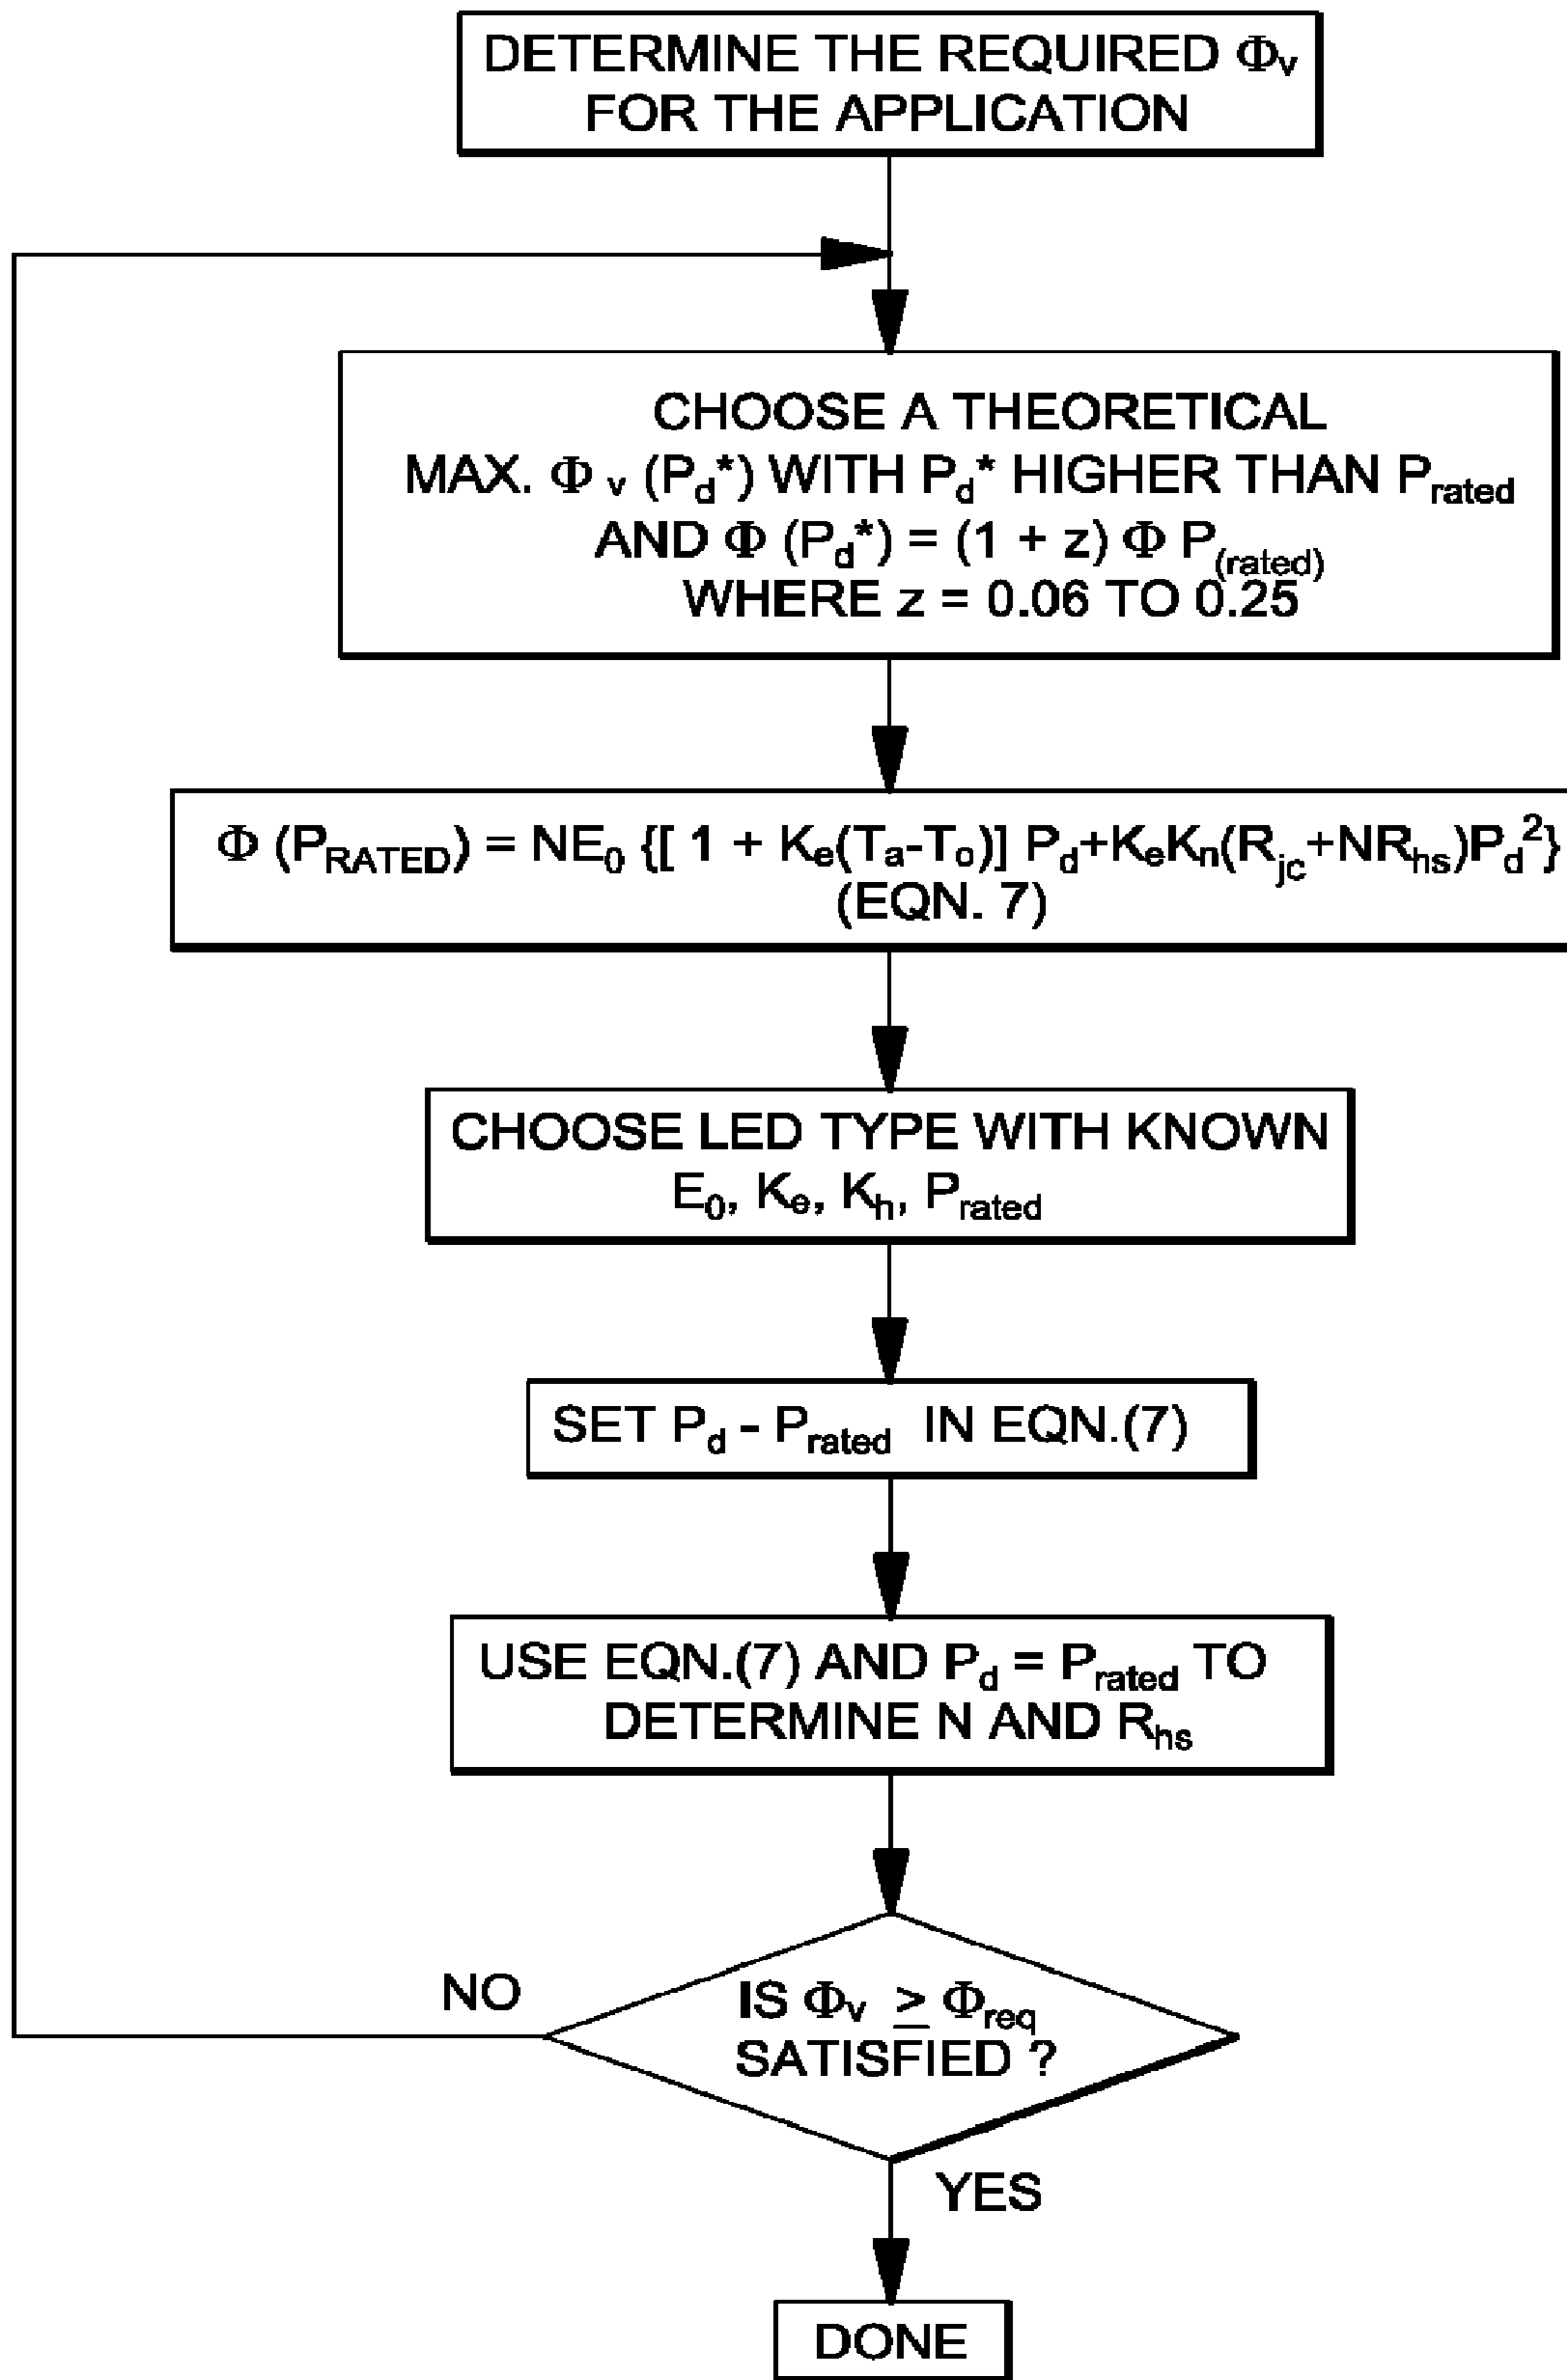 DETERMINE THE REQUIRED Φv
FOR THE APPLICATION
CHOOSE A THEORETICAL
MAX. Φ v (Pd*) WITH Pd* HIGHER THAN Prated
AND Φ (Pd*) = (1 + z) Φ P(rated)
WHERE z = 0.06 TO 0.25
Φ (PRATED) = NE0 {[ 1 + Ke(Ta-To)] Pd+KeKn(Rjc+NRhs)Pd²}
(EQN. 7)
CHOOSE LED TYPE WITH KNOWN
E0, Ke, Kh, Prated
SET Pd - Prated IN EQN.(7)
USE EQN.(7) AND Pd = Prated TO
DETERMINE N AND Rhs
NO
IS Φv ≥ Φreq
SATISFIED ?
YES
DONE